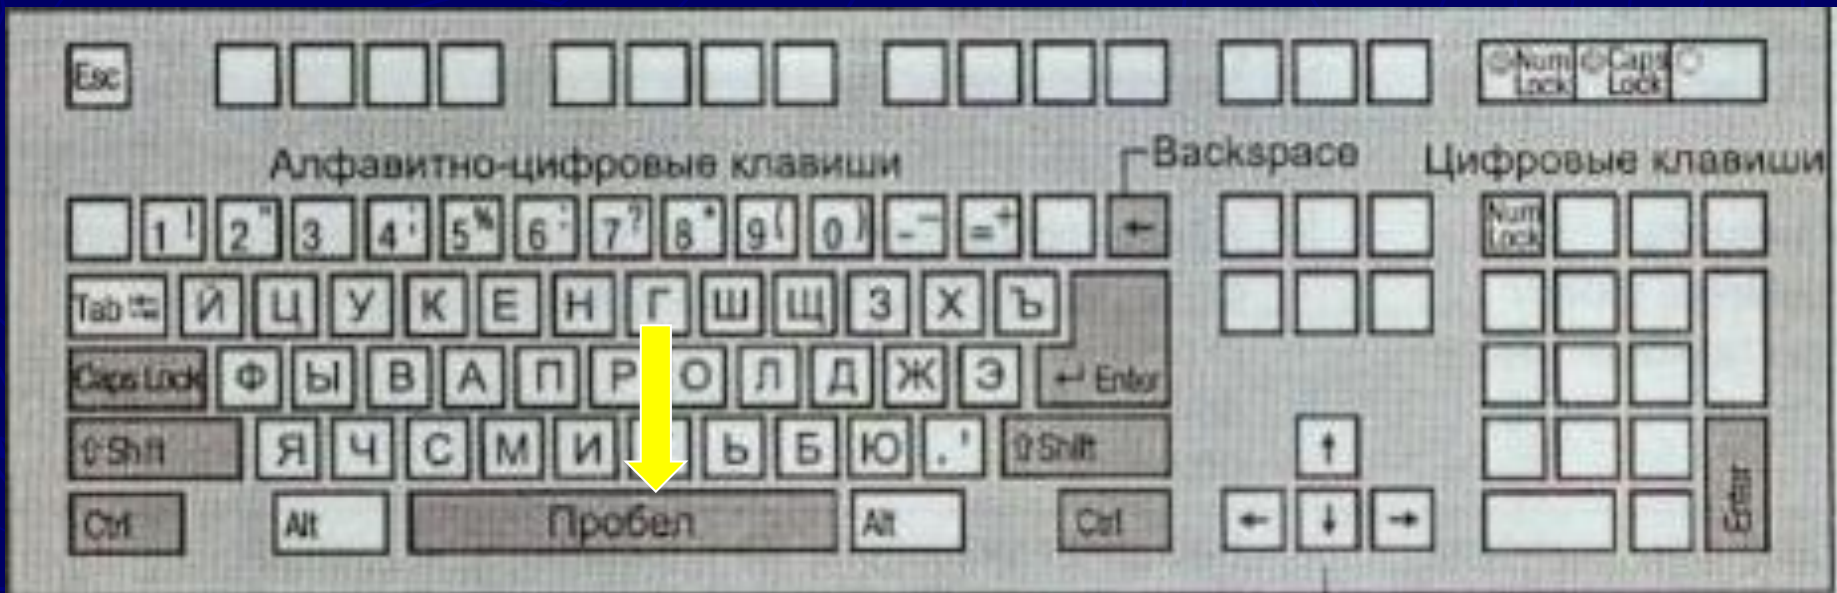 Esc Num Lock Caps Lock
Алфавитно-цифровые клавиши Backspace Цифровые клавиши
1 ! 2 " 3 4 ; 5 % 6 : 7 ? 8 * 9 ( 0 ) - — = + ← Num Lock
Tab Й Ц У К Е Н Г Ш Щ З Х Ъ
Caps Lock Ф Ы В А П Р О Л Д Ж Э ↵ Enter
⇧ Shift Я Ч С М И Ь Б Ю . , ⇧ Shift ↑
Ctrl Alt Пробел Alt Ctrl ← ↓ → Enter